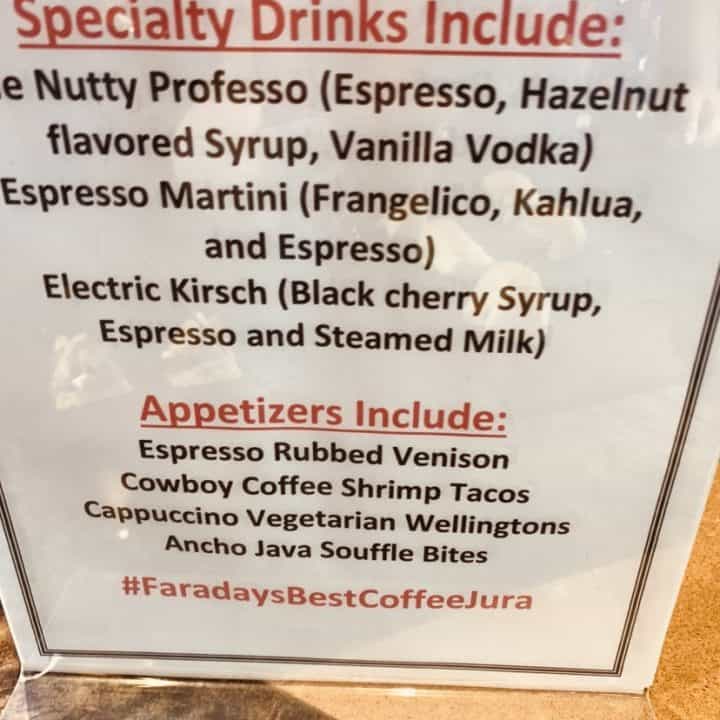 Specialty Drinks Include:
e Nutty Professo (Espresso, Hazelnut
flavored Syrup, Vanilla Vodka)
Espresso Martini (Frangelico, Kahlua,
and Espresso)
Electric Kirsch (Black cherry Syrup,
Espresso and Steamed Milk)
Appetizers Include:
Espresso Rubbed Venison
Cowboy Coffee Shrimp Tacos
Cappuccino Vegetarian Wellingtons
Ancho Java Souffle Bites
#FaradaysBestCoffeeJura